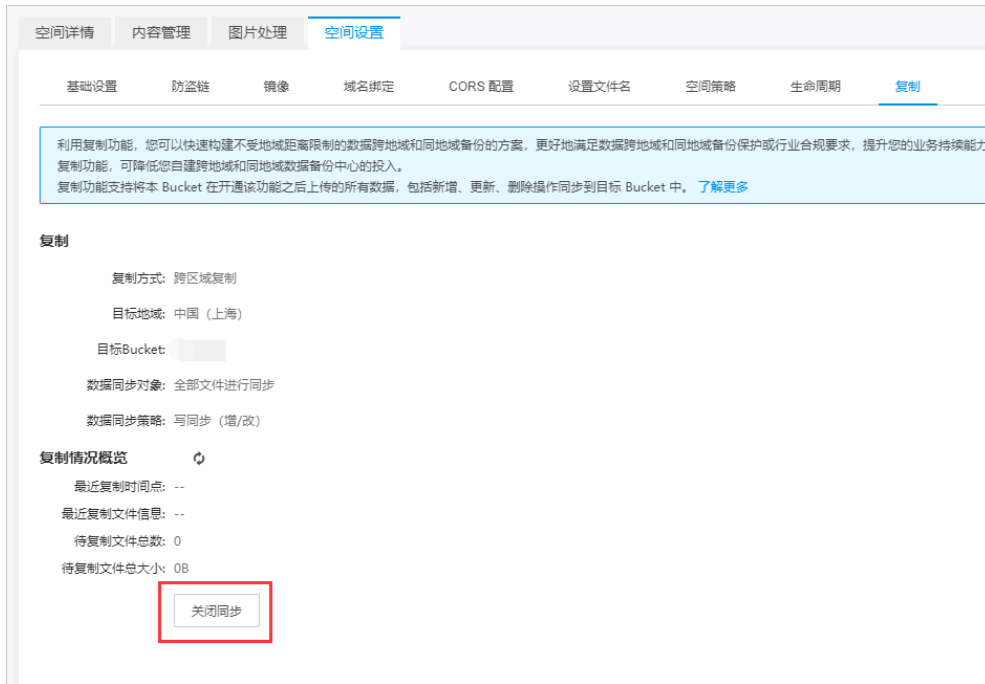 空间详情 内容管理 图片处理 空间设置
基础设置 防盗链 镜像 域名绑定 CORS 配置 设置文件名 空间策略 生命周期 复制
利用复制功能，您可以快速构建不受地域距离限制的数据跨地域和同地域备份的方案，更好地满足数据跨地域和同地域备份保护或行业合规要求，提升您的业务持续能力
复制功能，可降低您自建跨地域和同地域数据备份中心的投入。
复制功能支持将本 Bucket 在开通该功能之后上传的所有数据，包括新增、更新、删除操作同步到目标 Bucket 中。 了解更多
复制
复制方式: 跨区域复制
目标地域: 中国（上海）
目标Bucket:
数据同步对象: 全部文件进行同步
数据同步策略: 写同步（增/改）
复制情况概览
最近复制时间点: --
最近复制文件信息: --
待复制文件总数: 0
待复制文件总大小: 0B
关闭同步